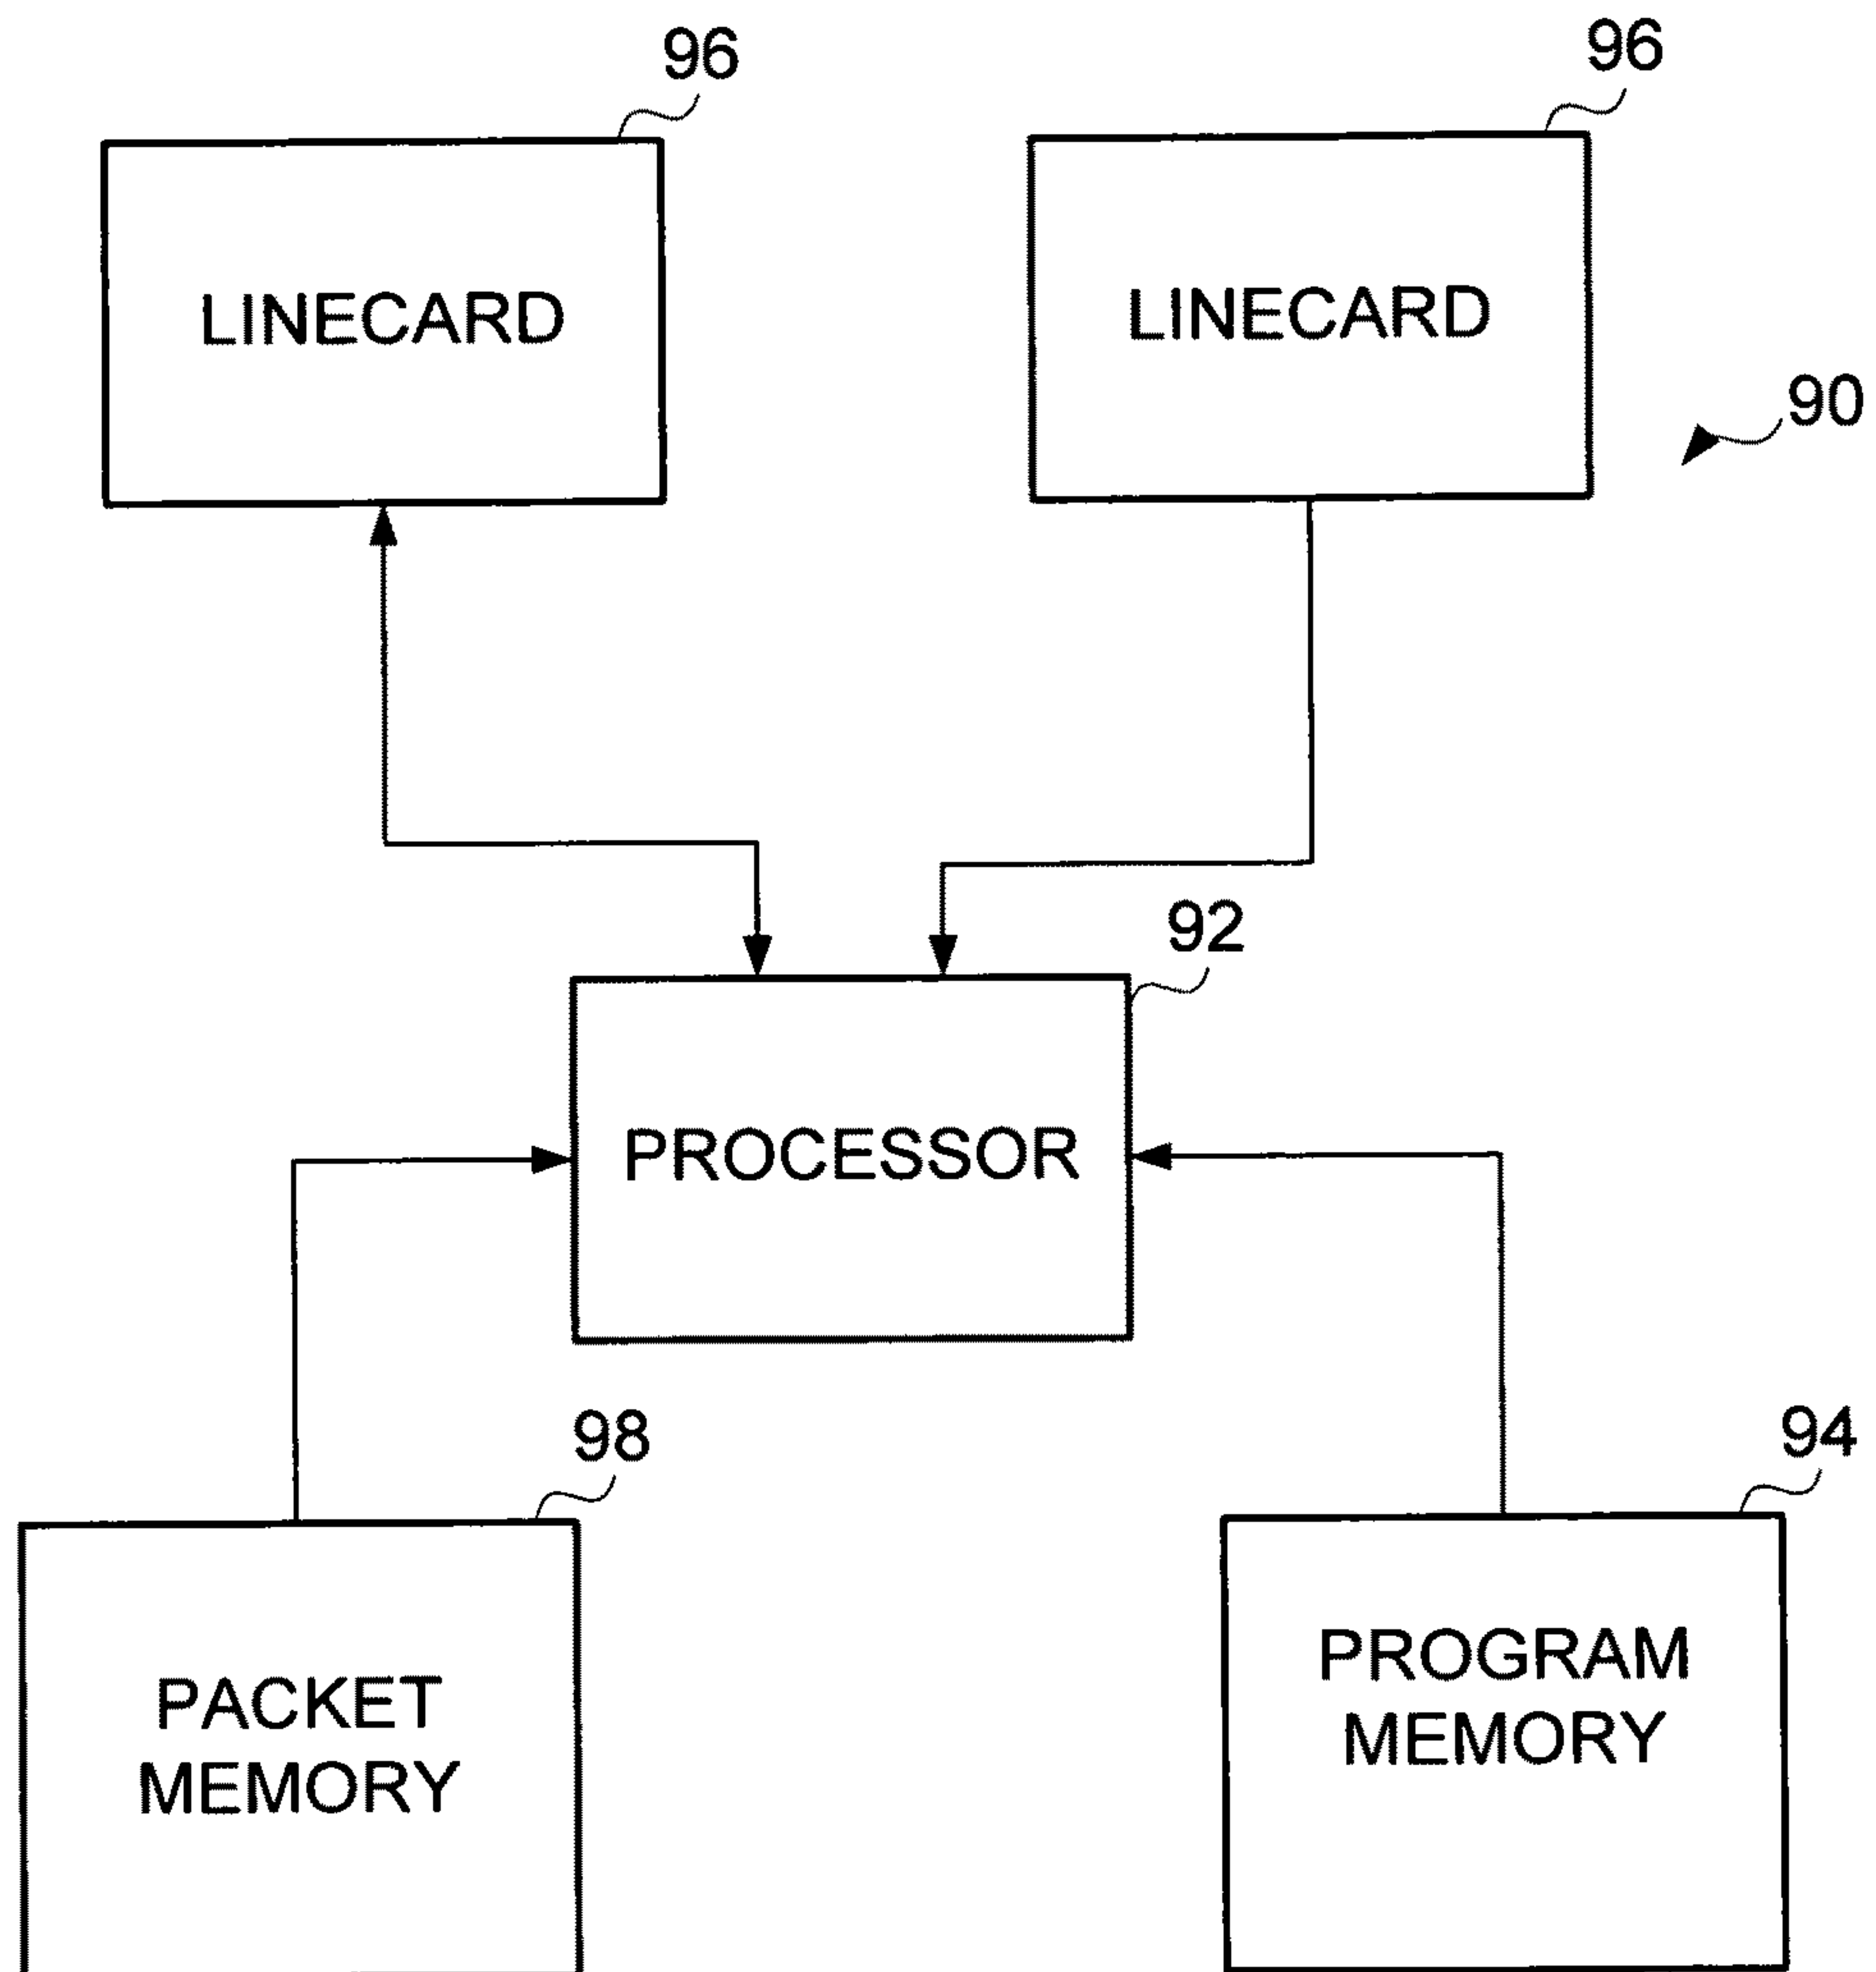 96
96
LINECARD
LINECARD
90
92
PROCESSOR
98
94
PACKET
MEMORY
PROGRAM
MEMORY